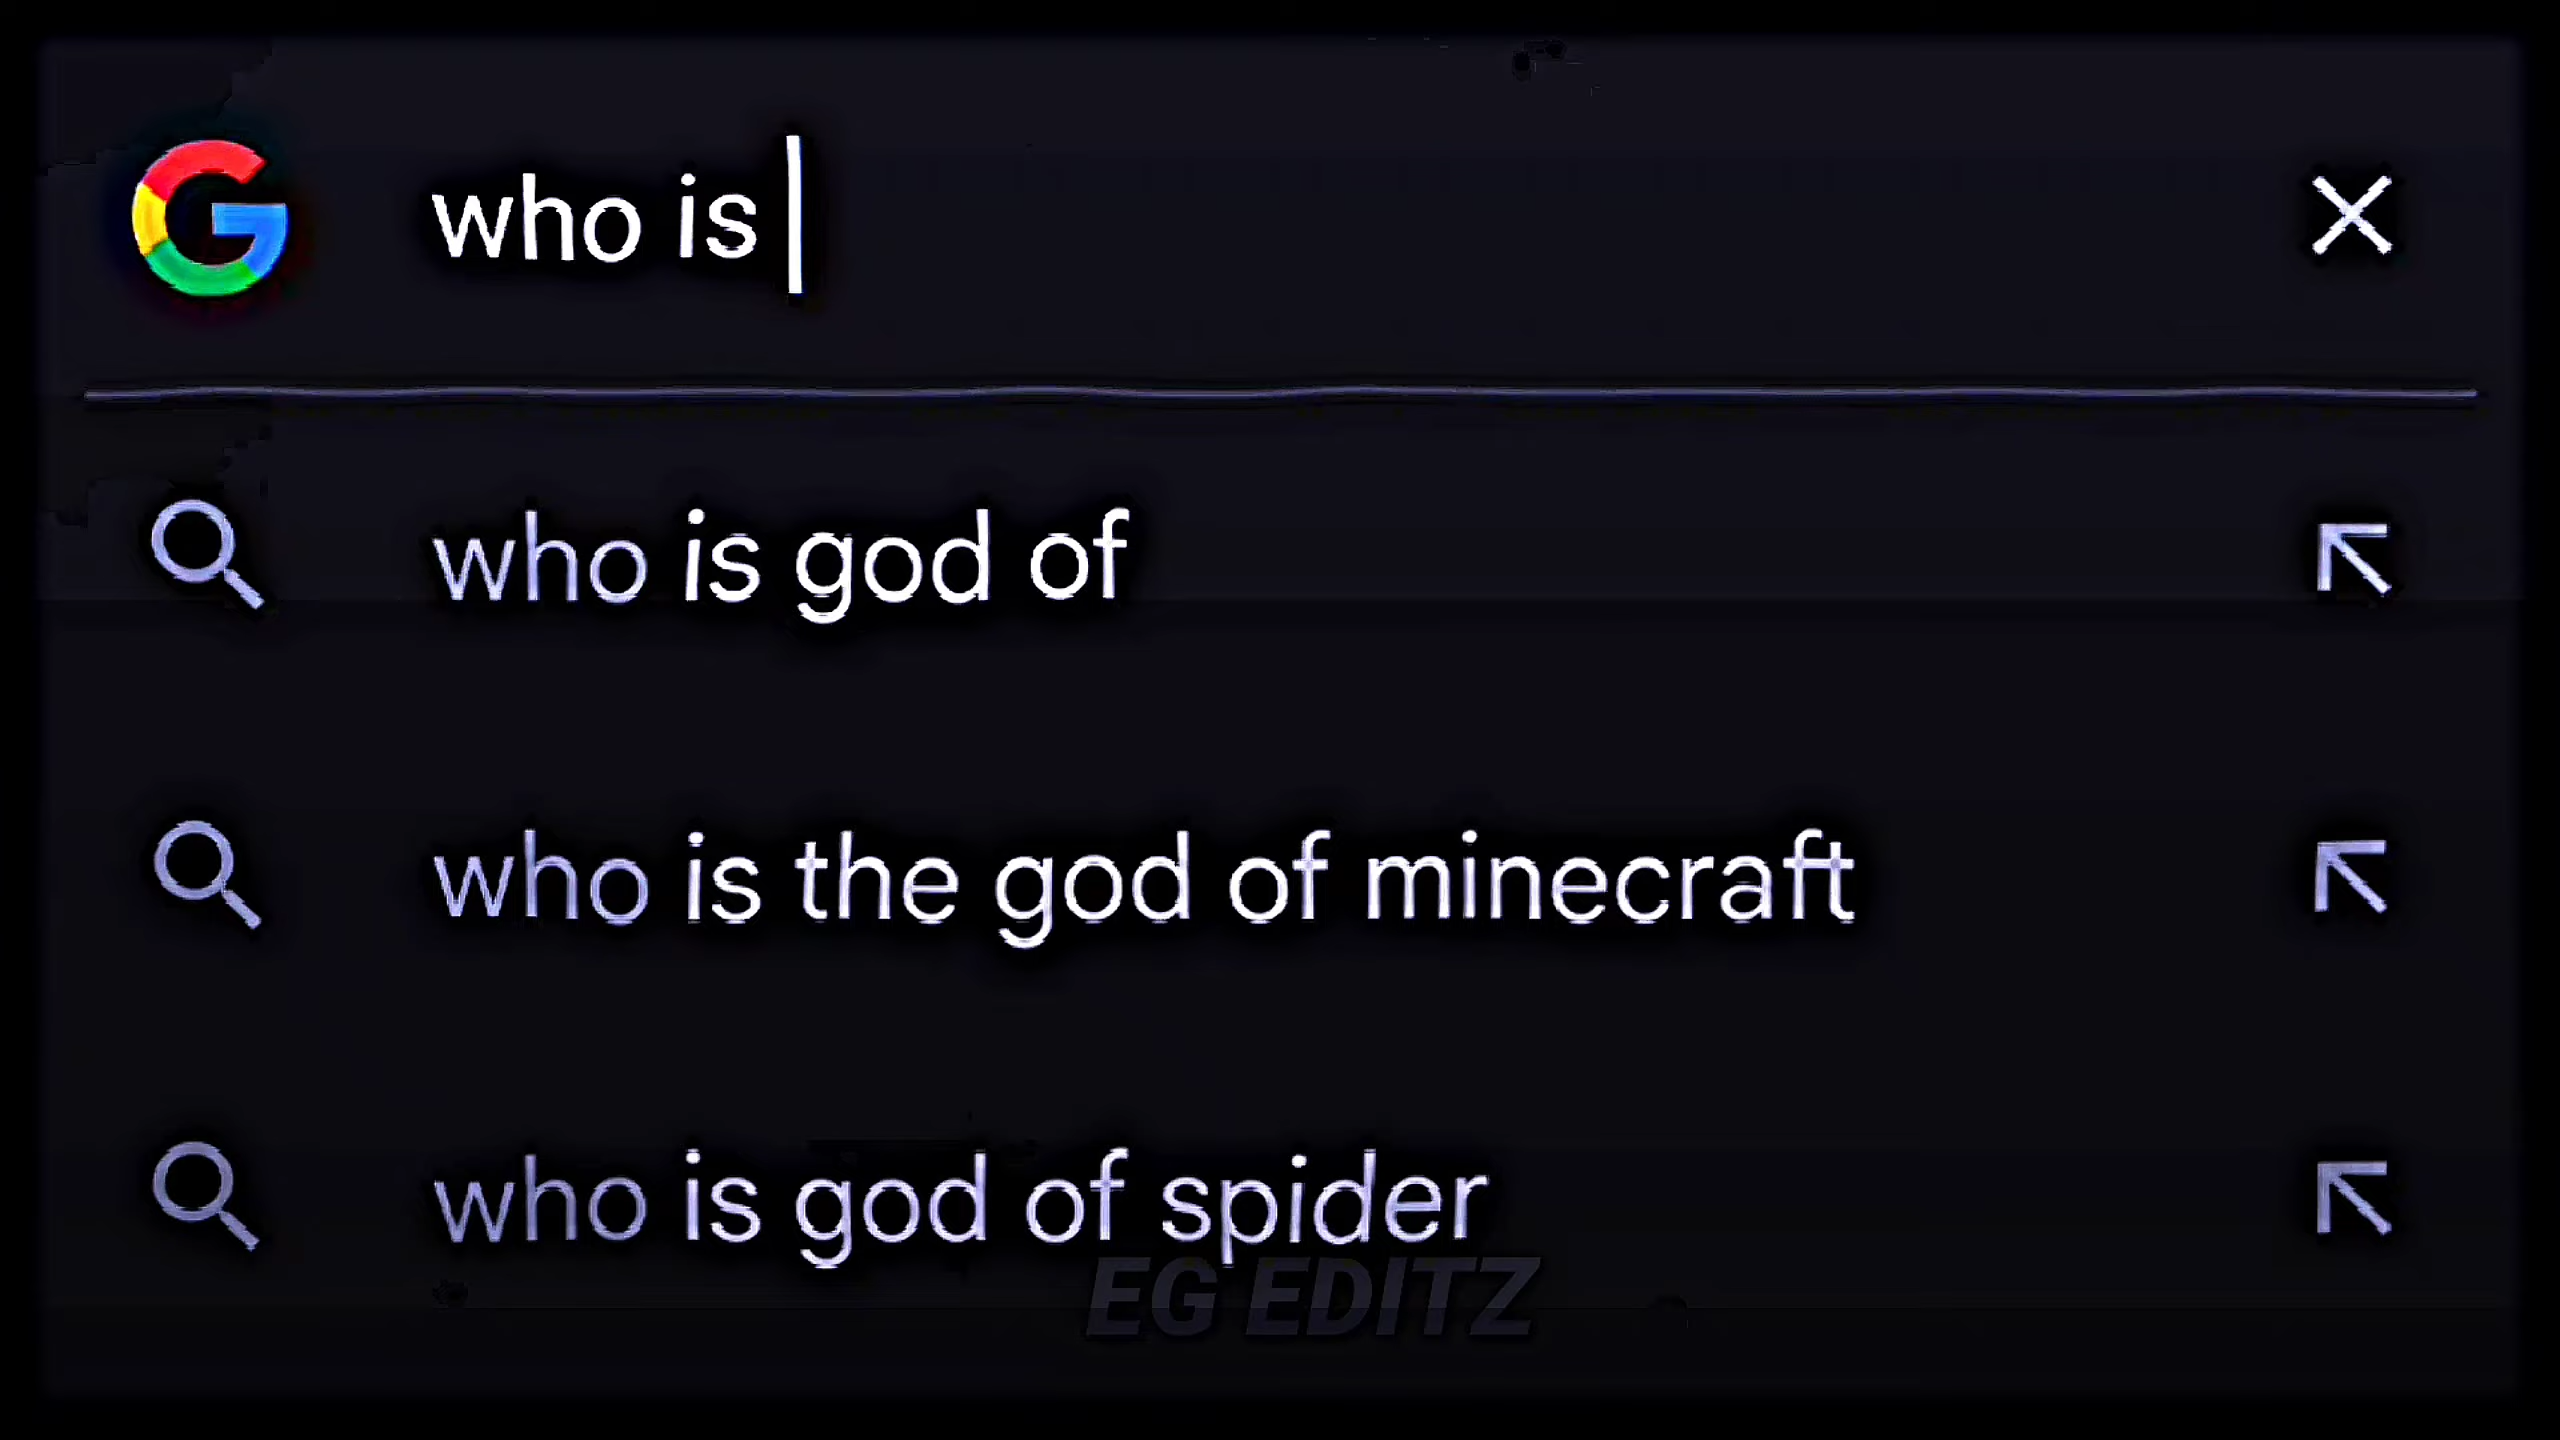 who is
who is god of
who is the god of minecraft
who is god of spider
EG EDITZ